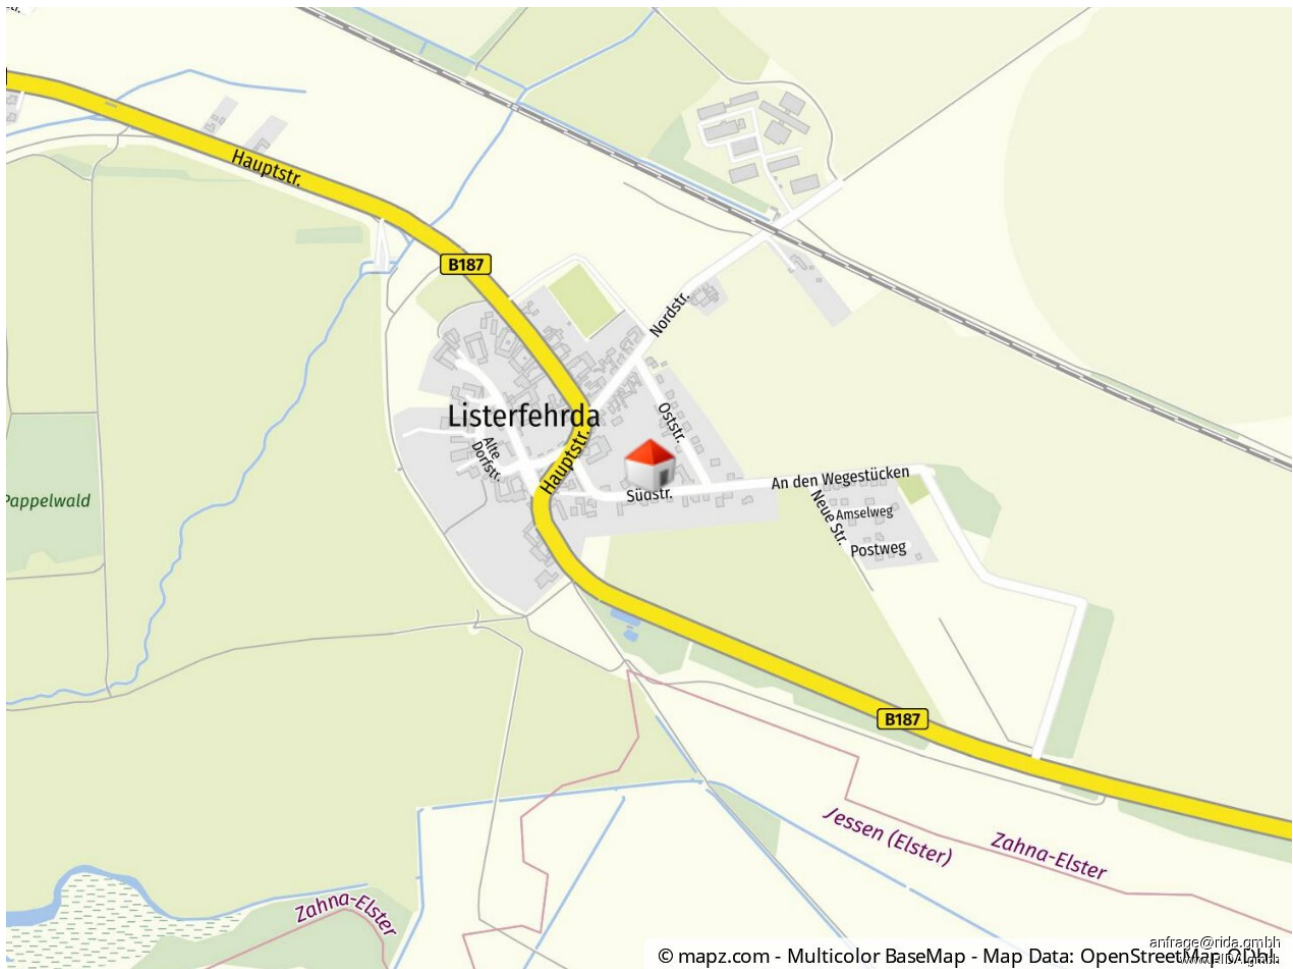 Hauptstr.
B187
Nordstr.
Listerfehrda
Oststr.
Alte
Dorfstr.
Hauptstr.
Südstr.
An den Wegestücken
Neue Str.
Amselweg
Postweg
Pappelwald
B187
Jessen (Elster)
Zahna-Elster
Zahna-Elster
anfrage@rida.gmbh
© mapz.com - Multicolor BaseMap - Map Data: OpenStreetMap ODbL